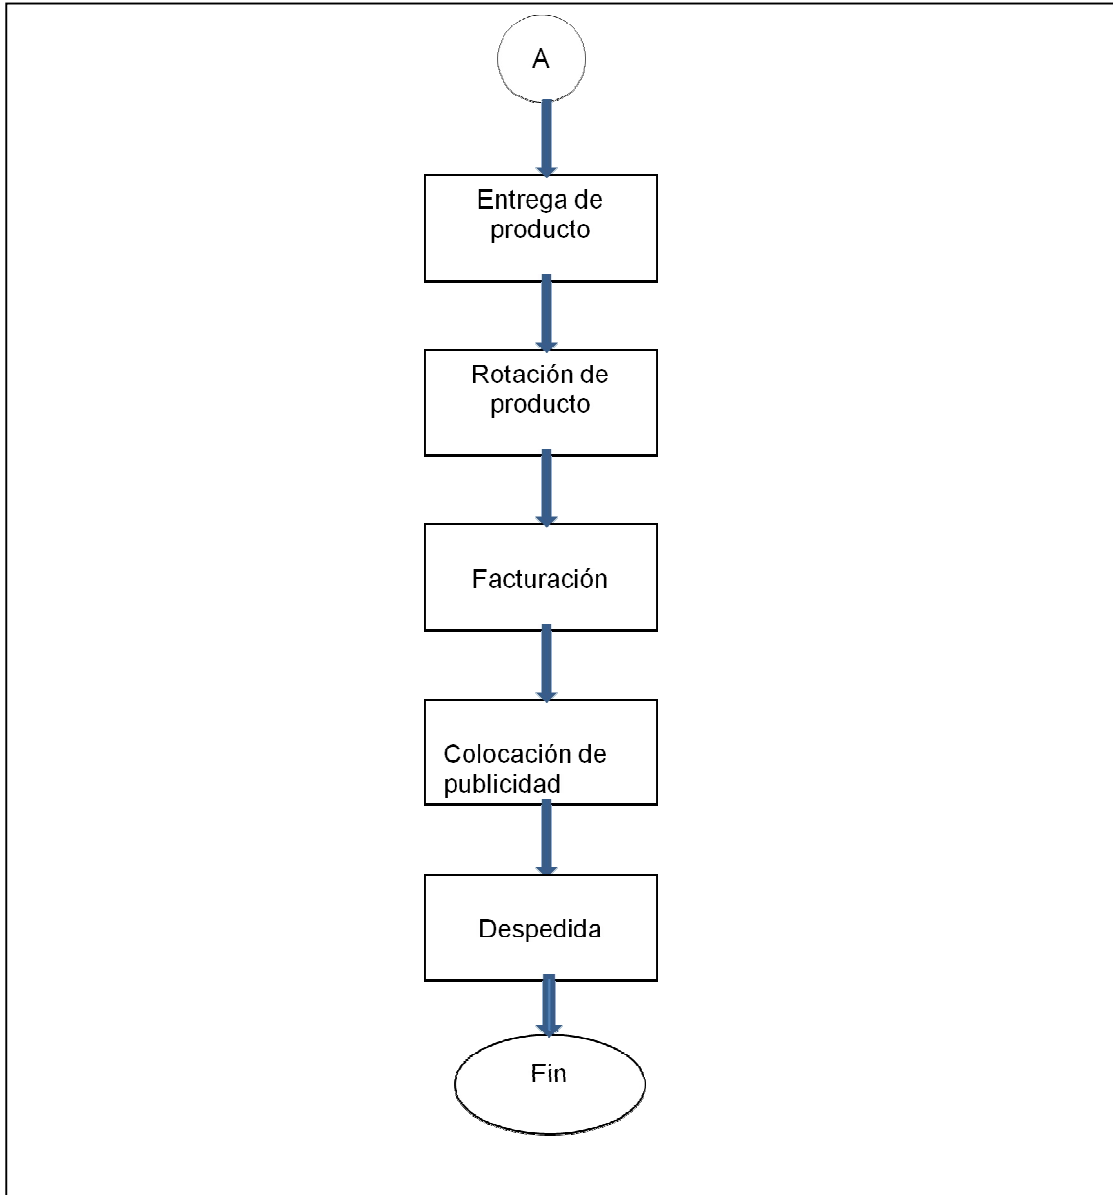 A
Entrega de
producto
Rotación de
producto
Facturación
Colocación de
publicidad
Despedida
Fin